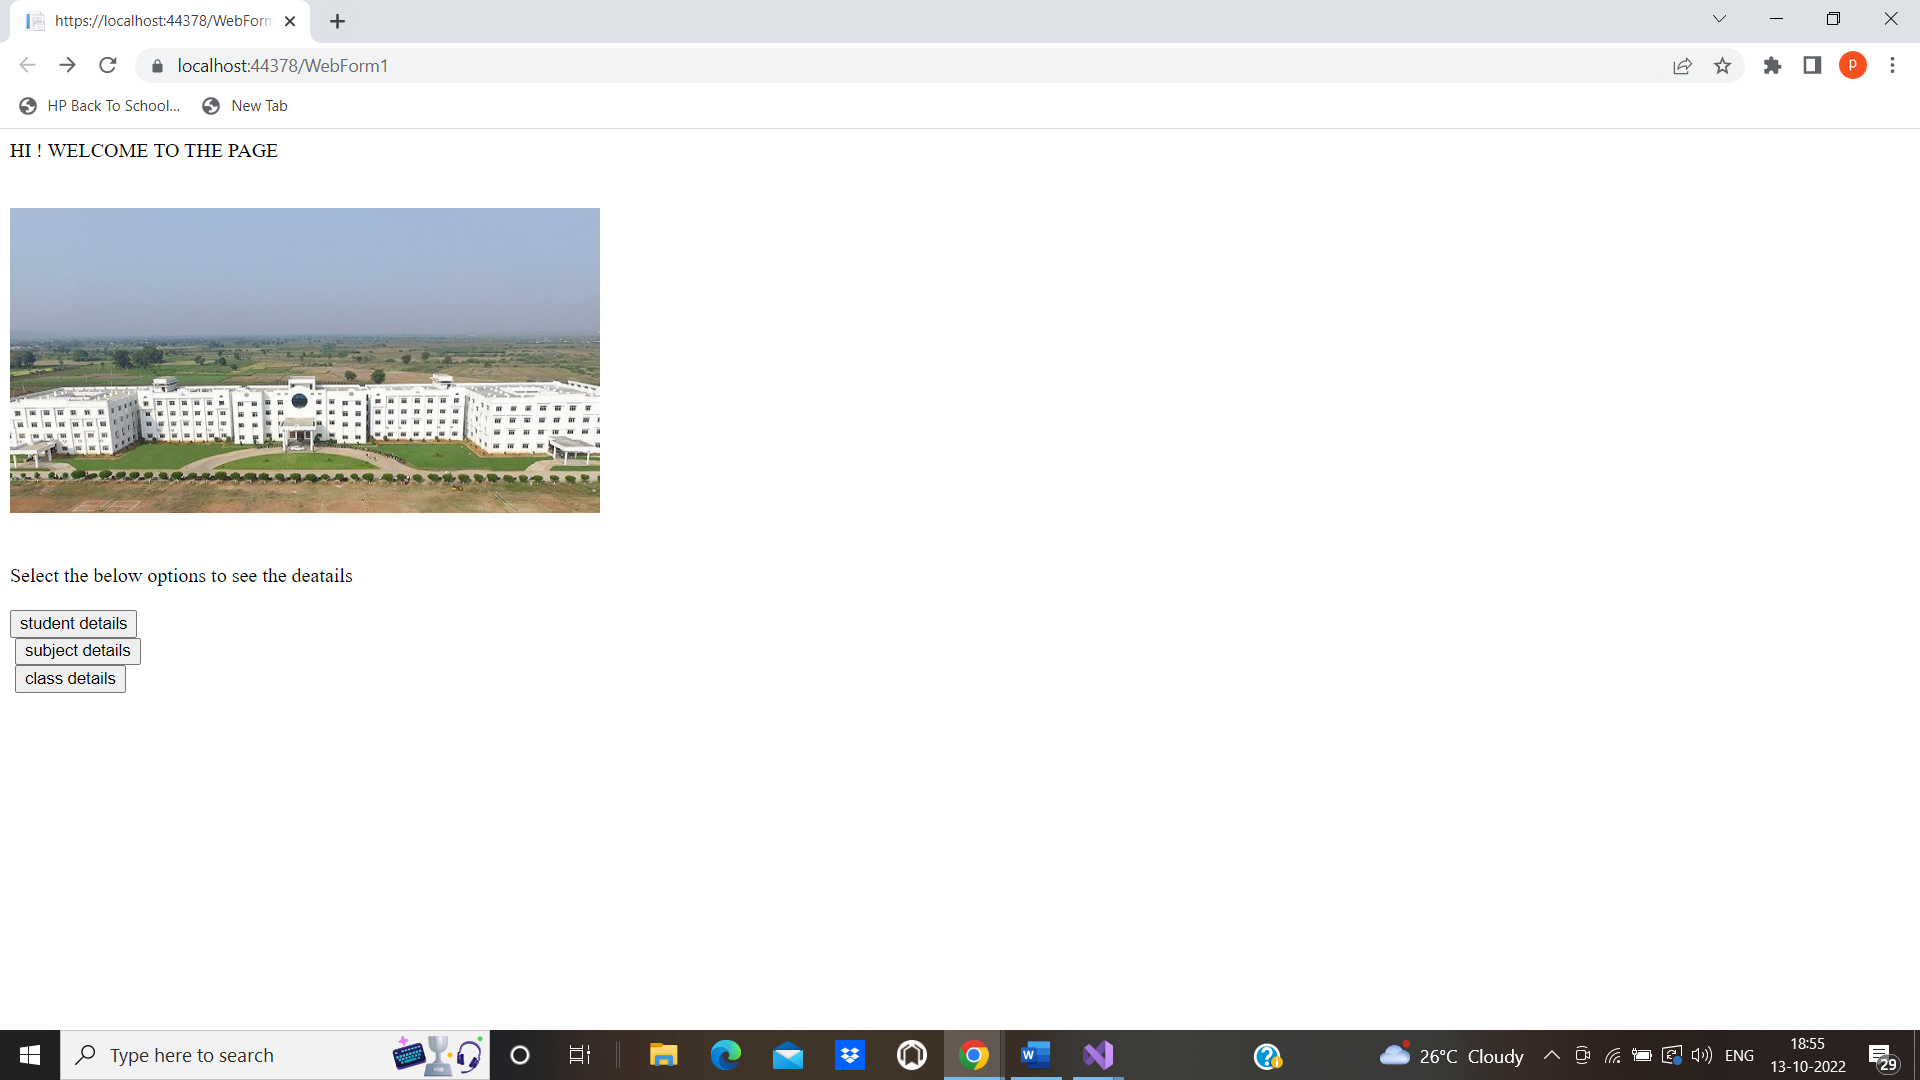 https://localhost:44378/WebForm
localhost:44378/WebForm1
P
HP Back To School...
New Tab
HI ! WELCOME TO THE PAGE
Select the below options to see the deatails
student details
subject details
class details
Type here to search
26°C Cloudy
ENG
18:55
13-10-2022
29